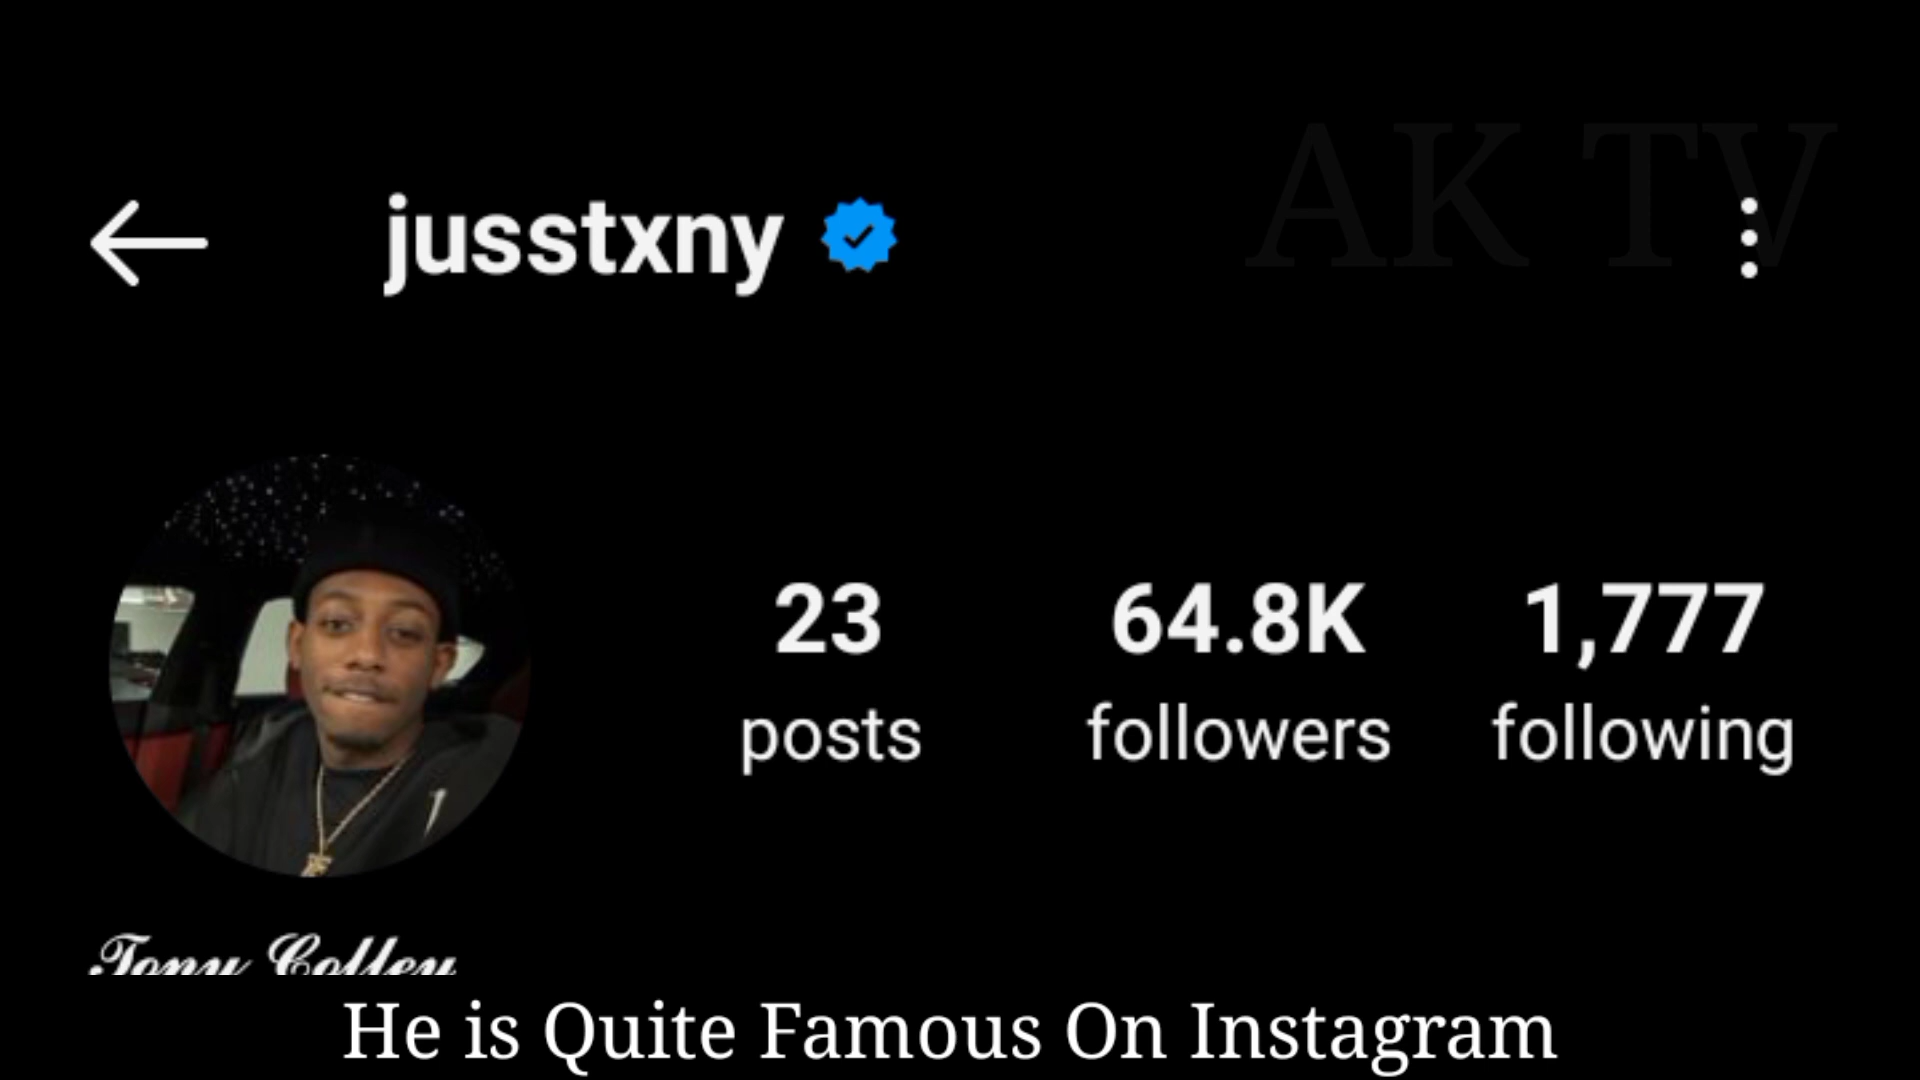 AK TV
jusstxny
23 64.8K 1,777
posts followers following
Tony Colley
He is Quite Famous On Instagram